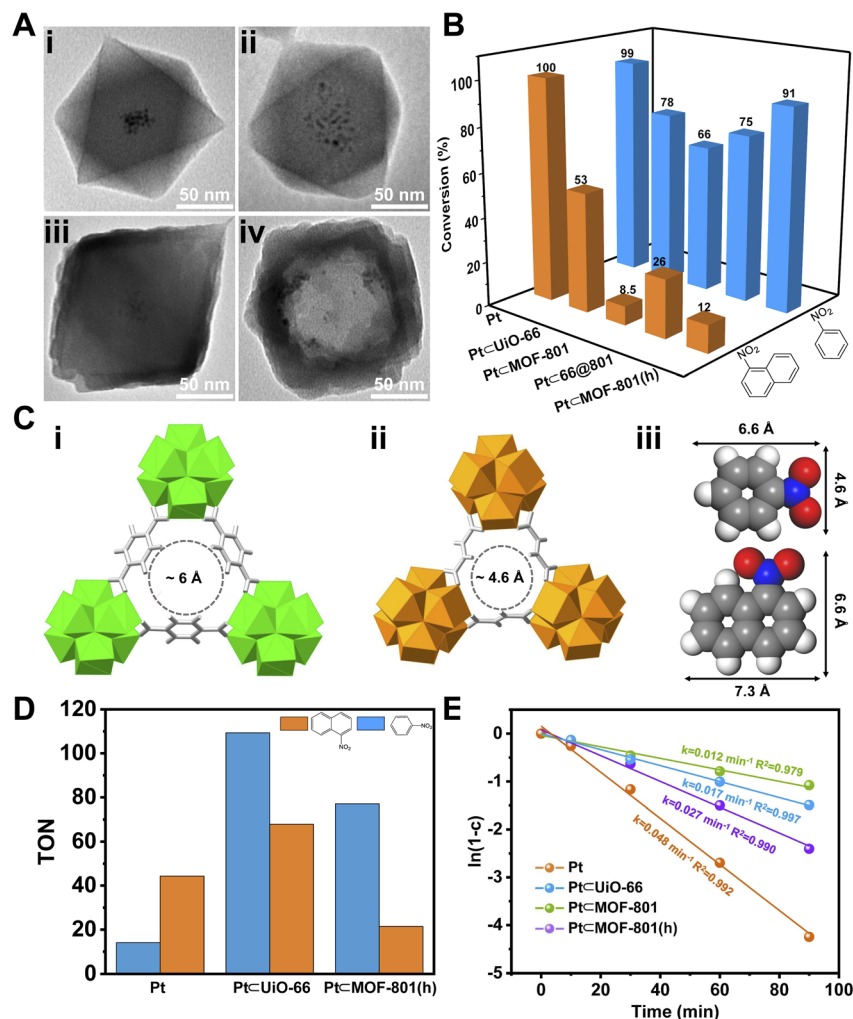 A
i
50 nm
ii
50 nm
iii
50 nm
iv
50 nm
B
Conversion (%)
100
80
60
40
20
0
100
53
8.5
26
12
99
78
66
75
91
Pt
Pt⊂UiO-66
Pt⊂MOF-801
Pt⊂66@801
Pt⊂MOF-801(h)
NO₂
NO₂
C
i
~ 6 Å
ii
~ 4.6 Å
iii
6.6 Å
4.6 Å
6.6 Å
7.3 Å
D
TON
120
100
80
60
40
20
0
NO₂
NO₂
Pt
Pt⊂UiO-66
Pt⊂MOF-801(h)
E
ln(1-c)
1
0
-1
-2
-3
-4
-5
k=0.012 min⁻¹ R²=0.979
k=0.017 min⁻¹ R²=0.997
k=0.027 min⁻¹ R²=0.990
k=0.048 min⁻¹ R²=0.992
Pt
Pt⊂UiO-66
Pt⊂MOF-801
Pt⊂MOF-801(h)
0
20
40
60
80
100
Time (min)